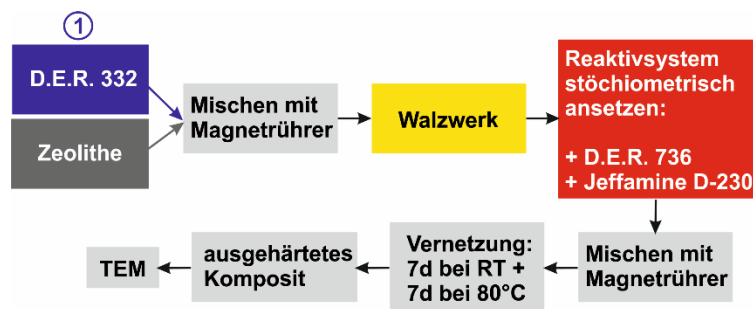 ①
D.E.R. 332
Zeolithe
Mischen mit
Magnetrührer
Walzwerk
Reaktivsystem
stöchiometrisch
ansetzen:
+ D.E.R. 736
+ Jeffamine D-230
Mischen mit
Magnetrührer
Vernetzung:
7d bei RT +
7d bei 80°C
ausgehärtetes
Komposit
TEM